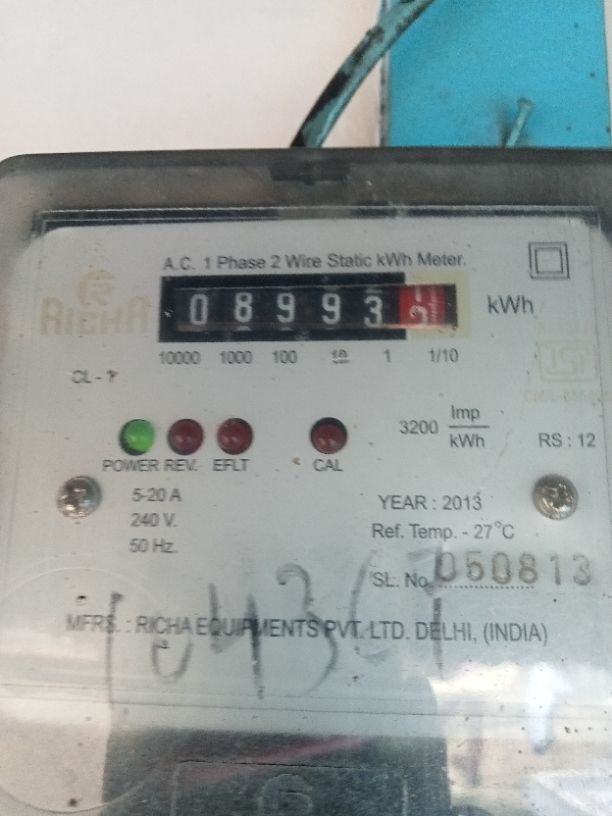 A.C. 1 Phase 2 Wire Static kWh Meter.
RICHA
0 8 9 9 3
kWh
10000 1000 100 10 1 1/10
CL - 1
3200 Imp/kWh
RS : 12
POWER REV. EFLT CAL
5-20 A
240 V.
50 Hz.
YEAR : 2013
Ref. Temp. - 27°C
SL. No. 050813
MFRS. : RICHA EQUIPMENTS PVT. LTD. DELHI, (INDIA)